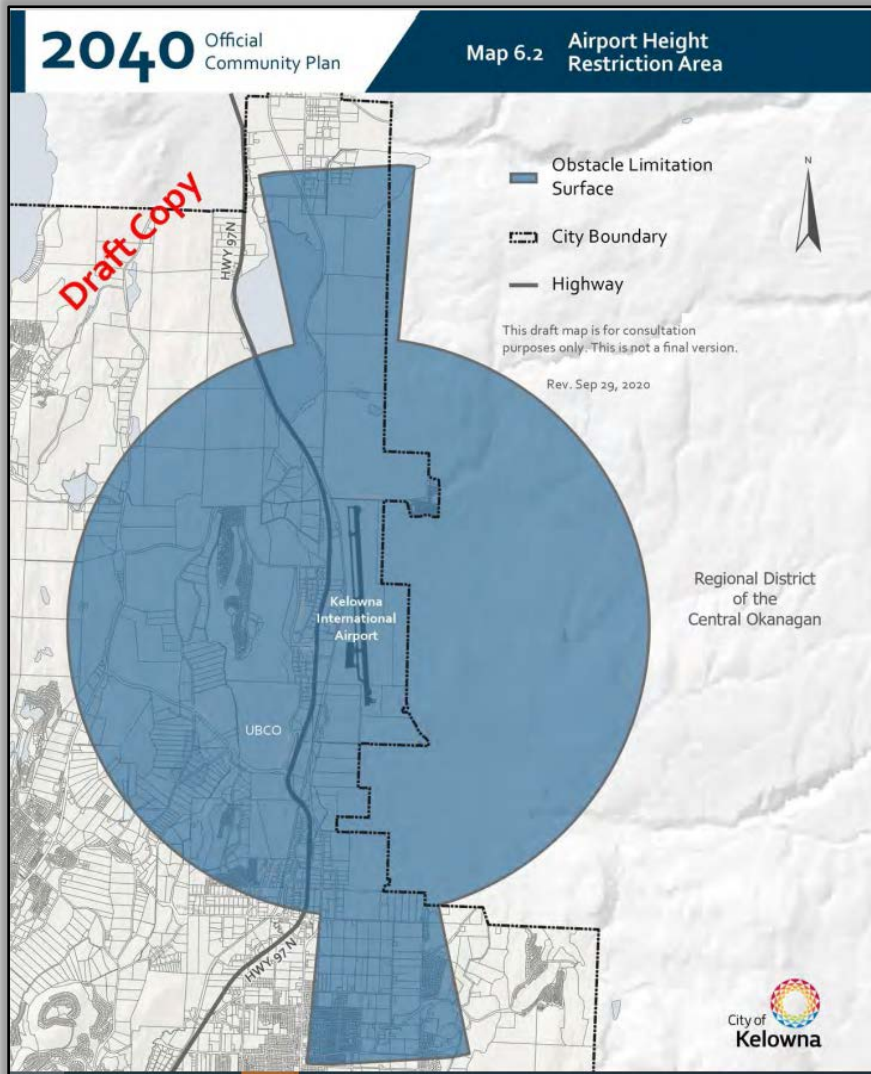 2040 Official
Community Plan
Map 6.2 Airport Height
Restriction Area
Draft Copy
HWY 97N
Obstacle Limitation
Surface
City Boundary
Highway
N
This draft map is for consultation
purposes only. This is not a final version.
Rev. Sep 29, 2020
Kelowna
International
Airport
Regional District
of the
Central Okanagan
UBCO
HWY 97 N
City of
Kelowna